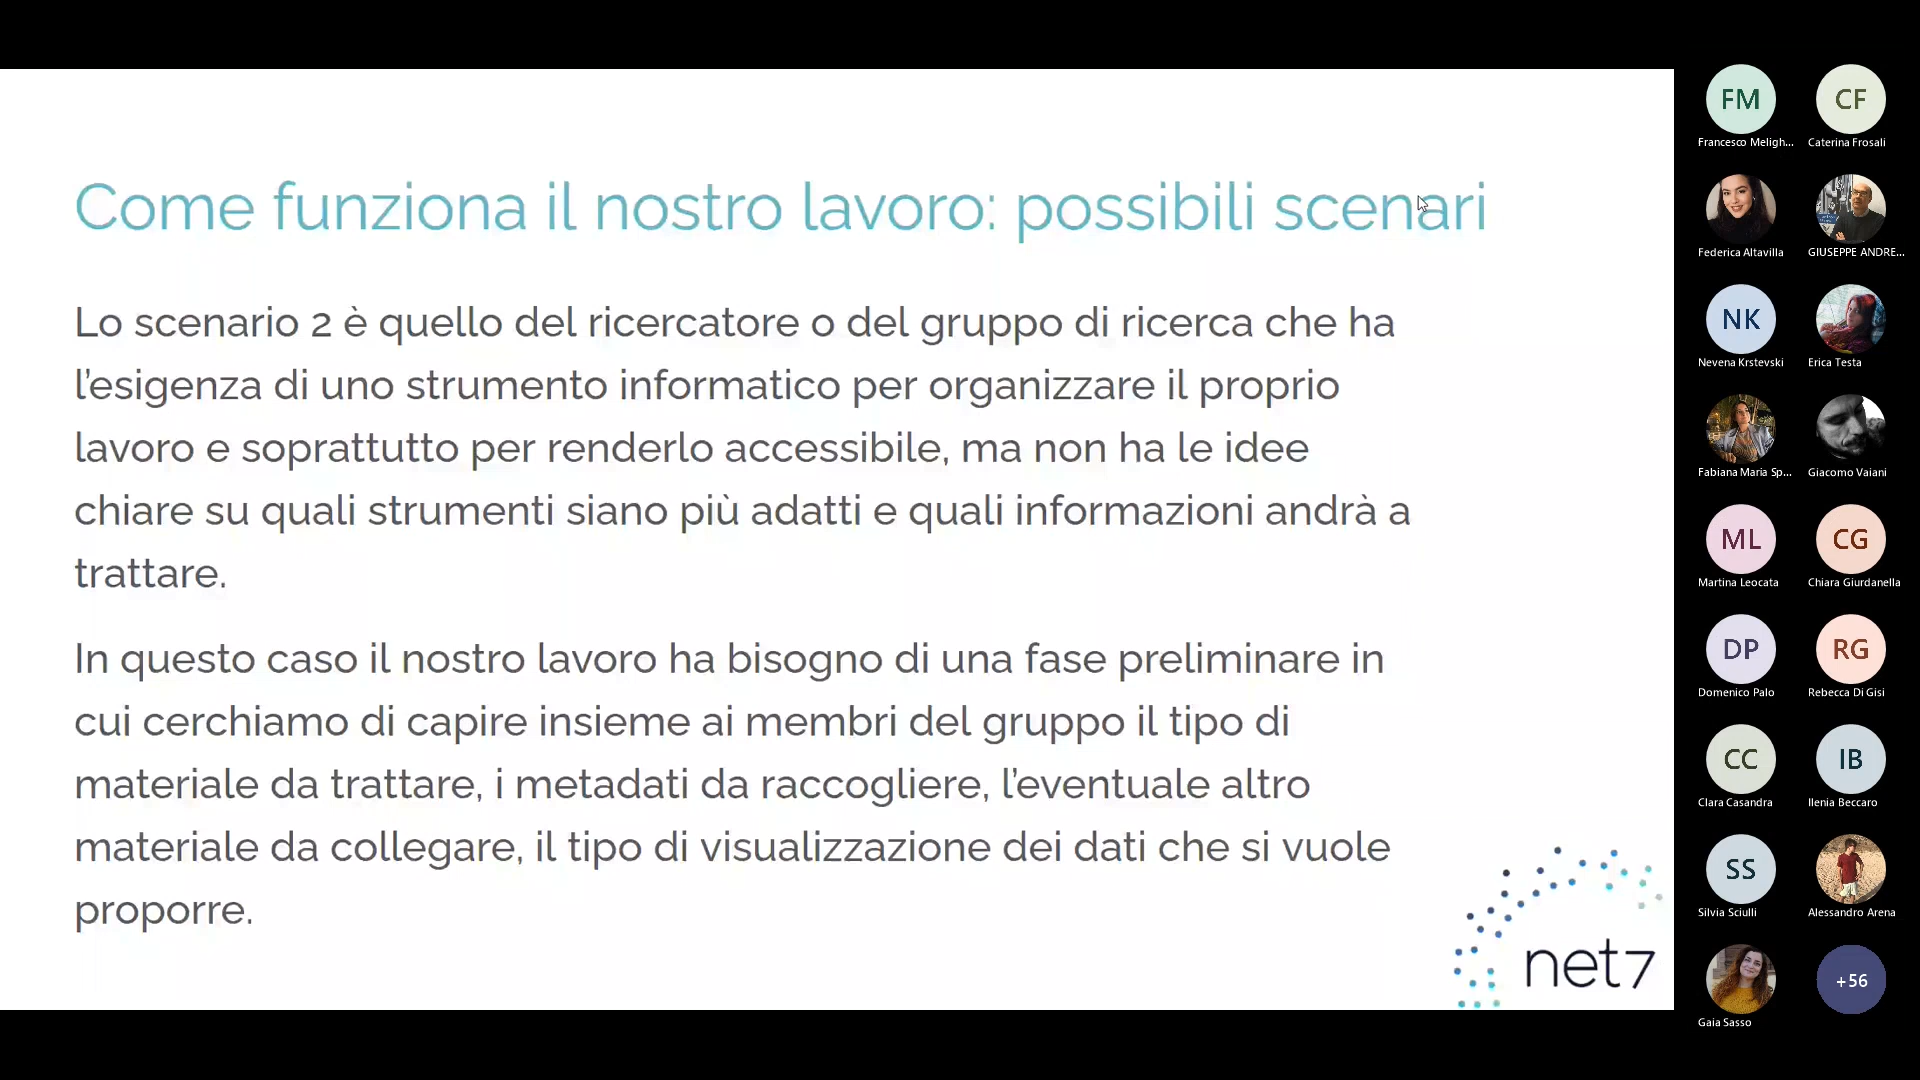 Come funziona il nostro lavoro: possibili scenari
Lo scenario 2 è quello del ricercatore o del gruppo di ricerca che ha
l'esigenza di uno strumento informatico per organizzare il proprio
lavoro e soprattutto per renderlo accessibile, ma non ha le idee
chiare su quali strumenti siano più adatti e quali informazioni andrà a
trattare.
In questo caso il nostro lavoro ha bisogno di una fase preliminare in
cui cerchiamo di capire insieme ai membri del gruppo il tipo di
materiale da trattare, i metadati da raccogliere, l'eventuale altro
materiale da collegare, il tipo di visualizzazione dei dati che si vuole
proporre.
net7
FM
CF
Francesco Meligh...
Caterina Frosali
Federica Altavilla
GIUSEPPE ANDRE...
NK
Nevena Krstevski
Erica Testa
Fabiana Maria Sp...
Giacomo Vaiani
ML
CG
Martina Leocata
Chiara Giurdanella
DP
RG
Domenico Palo
Rebecca Di Gisi
CC
IB
Clara Casandra
Ilenia Beccaro
SS
Silvia Sciulli
Alessandro Arena
+56
Gaia Sasso